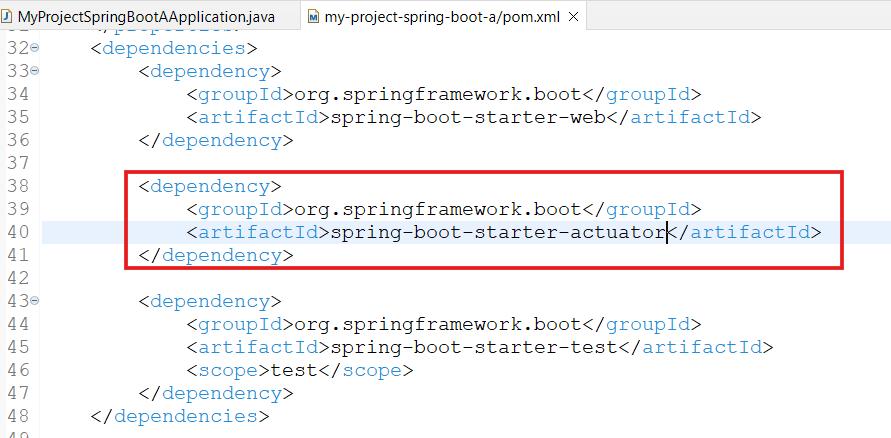 MyProjectSpringBootAApplication.java
my-project-spring-boot-a/pom.xml
32 <dependencies>
33 <dependency>
34 <groupId>org.springframework.boot</groupId>
35 <artifactId>spring-boot-starter-web</artifactId>
36 </dependency>
37
38 <dependency>
39 <groupId>org.springframework.boot</groupId>
40 <artifactId>spring-boot-starter-actuator</artifactId>
41 </dependency>
42
43 <dependency>
44 <groupId>org.springframework.boot</groupId>
45 <artifactId>spring-boot-starter-test</artifactId>
46 <scope>test</scope>
47 </dependency>
48 </dependencies>